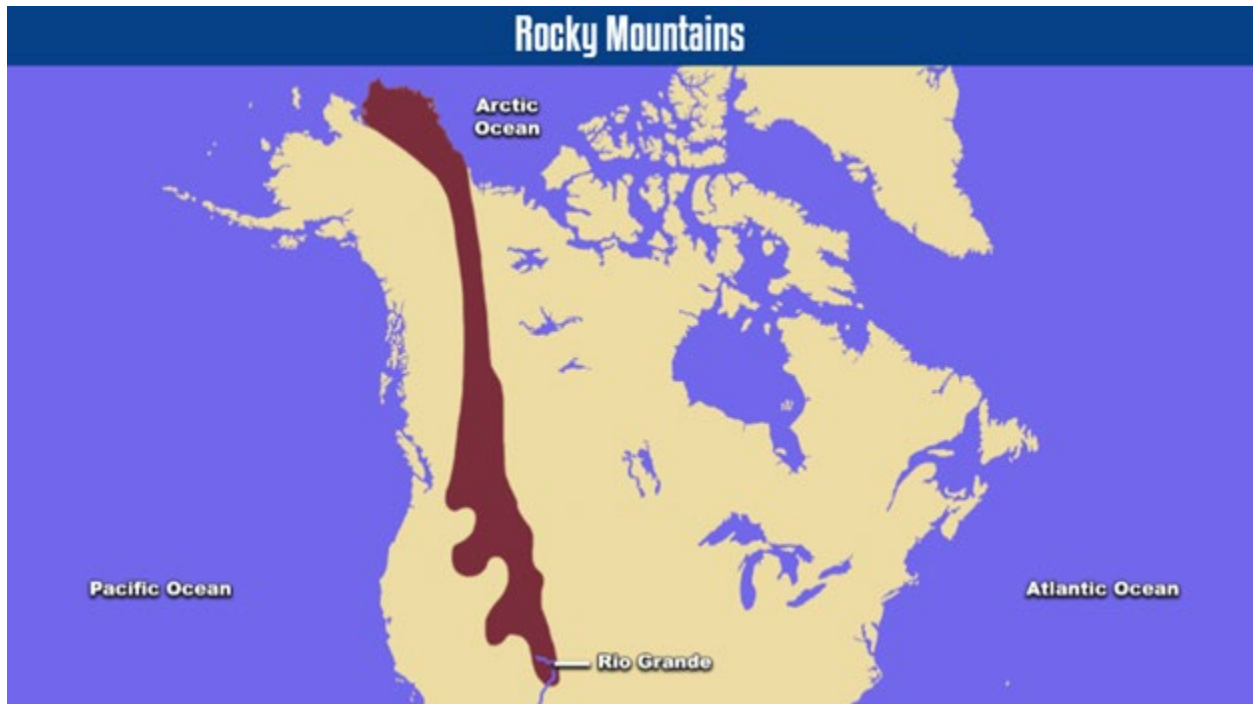 Rocky Mountains
Arctic
Ocean
Pacific Ocean
Atlantic Ocean
Rio Grande